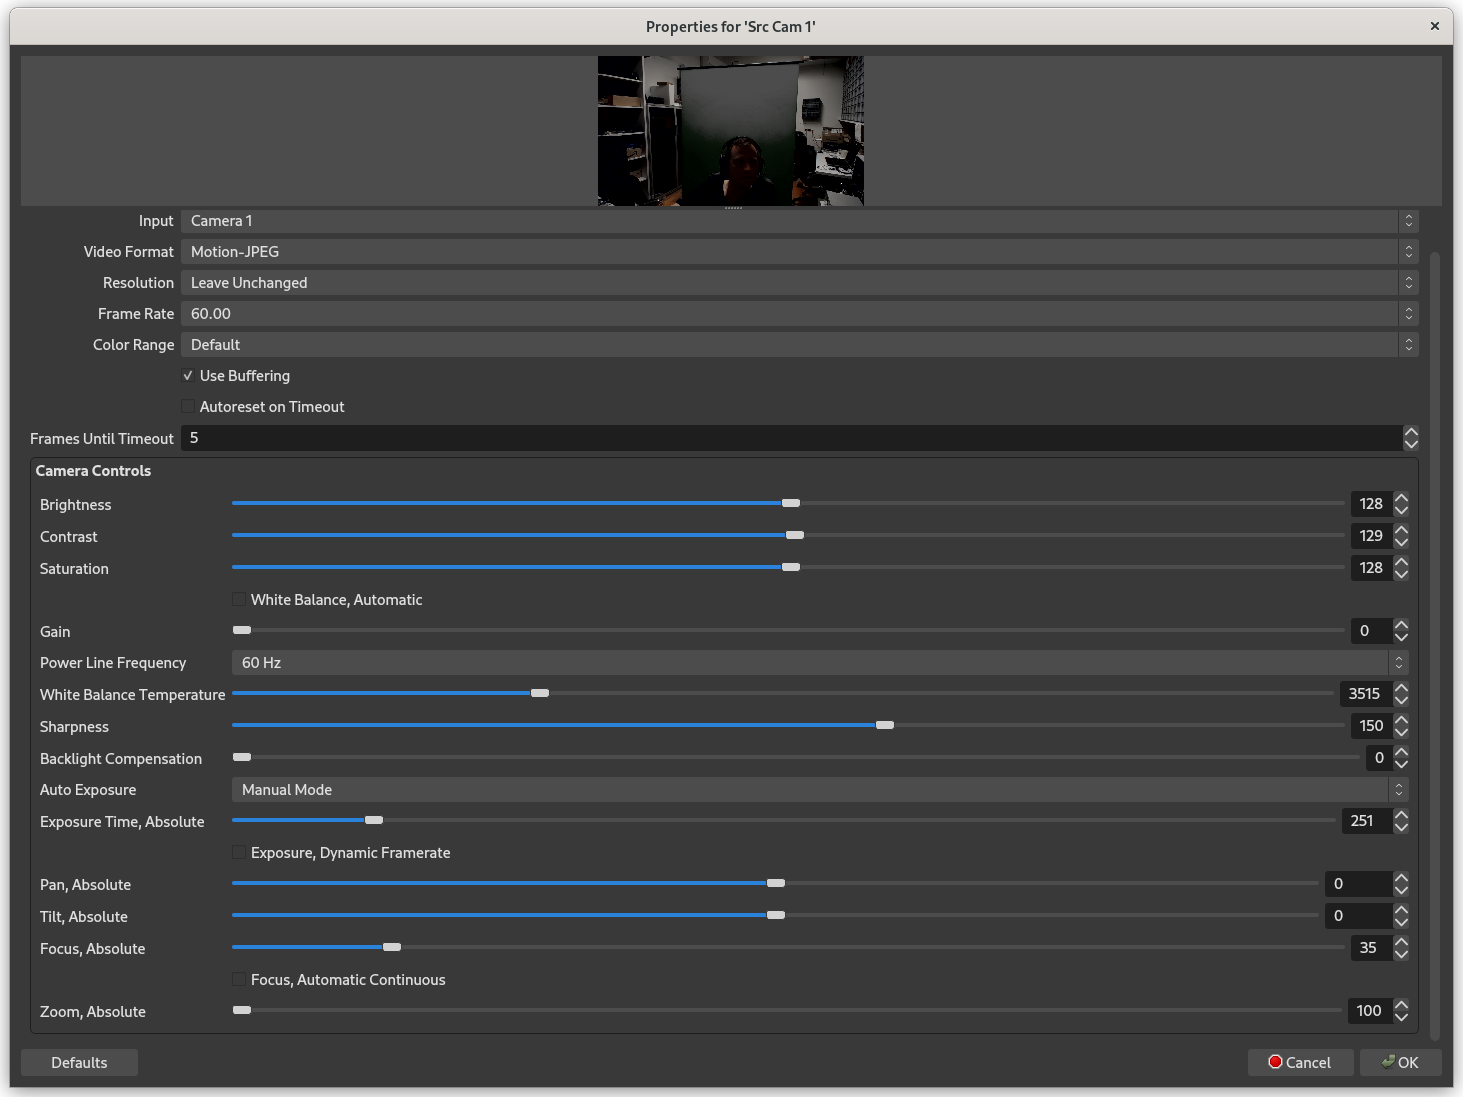 Properties for 'Src Cam 1'
Input Camera 1
Video Format Motion-JPEG
Resolution Leave Unchanged
Frame Rate 60.00
Color Range Default
Use Buffering
Autoreset on Timeout
Frames Until Timeout 5
Camera Controls
Brightness 128
Contrast 129
Saturation 128
White Balance, Automatic
Gain 0
Power Line Frequency 60 Hz
White Balance Temperature 3515
Sharpness 150
Backlight Compensation 0
Auto Exposure Manual Mode
Exposure Time, Absolute 251
Exposure, Dynamic Framerate
Pan, Absolute 0
Tilt, Absolute 0
Focus, Absolute 35
Focus, Automatic Continuous
Zoom, Absolute 100
Defaults Cancel OK